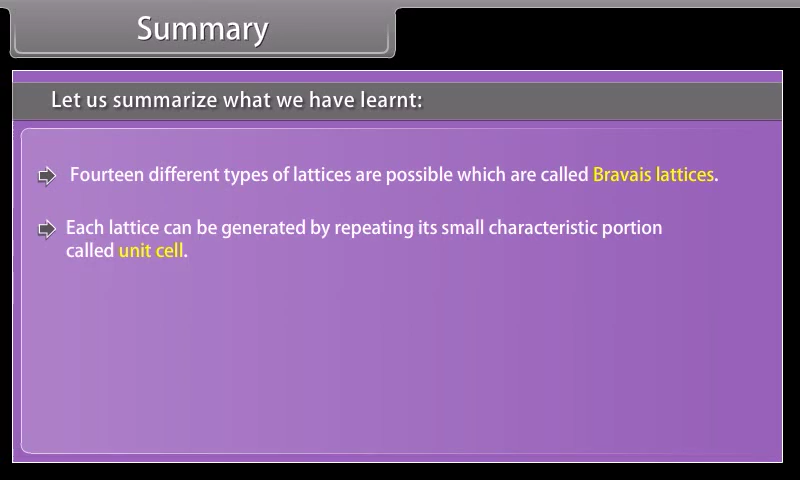 Summary
Let us summarize what we have learnt:
Fourteen different types of lattices are possible which are called Bravais lattices.
Each lattice can be generated by repeating its small characteristic portion
called unit cell.